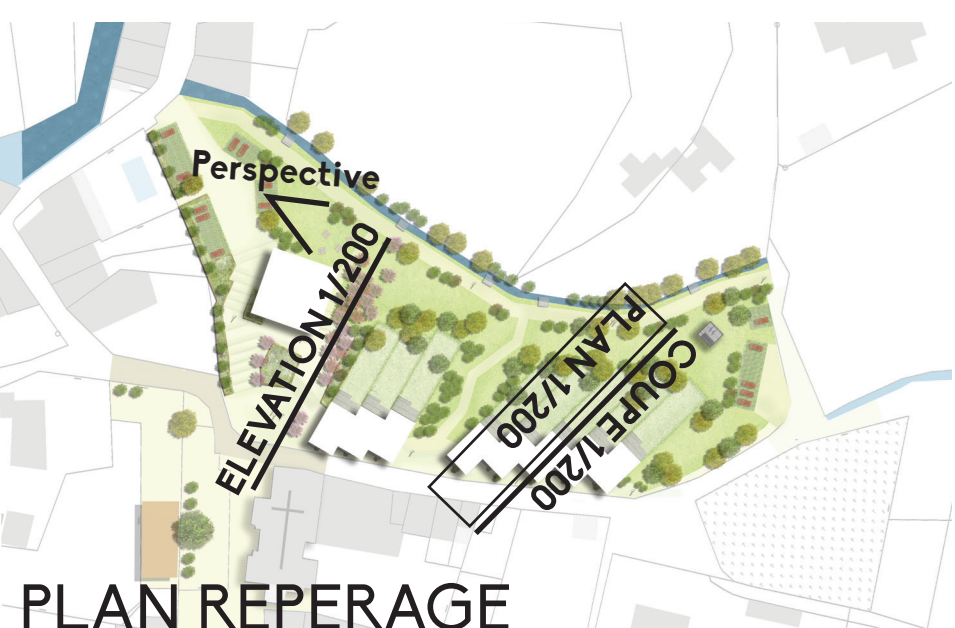 Perspective
ELEVATION 1/200
PLAN 1/200
COUPE 1/200
PLAN REPERAGE